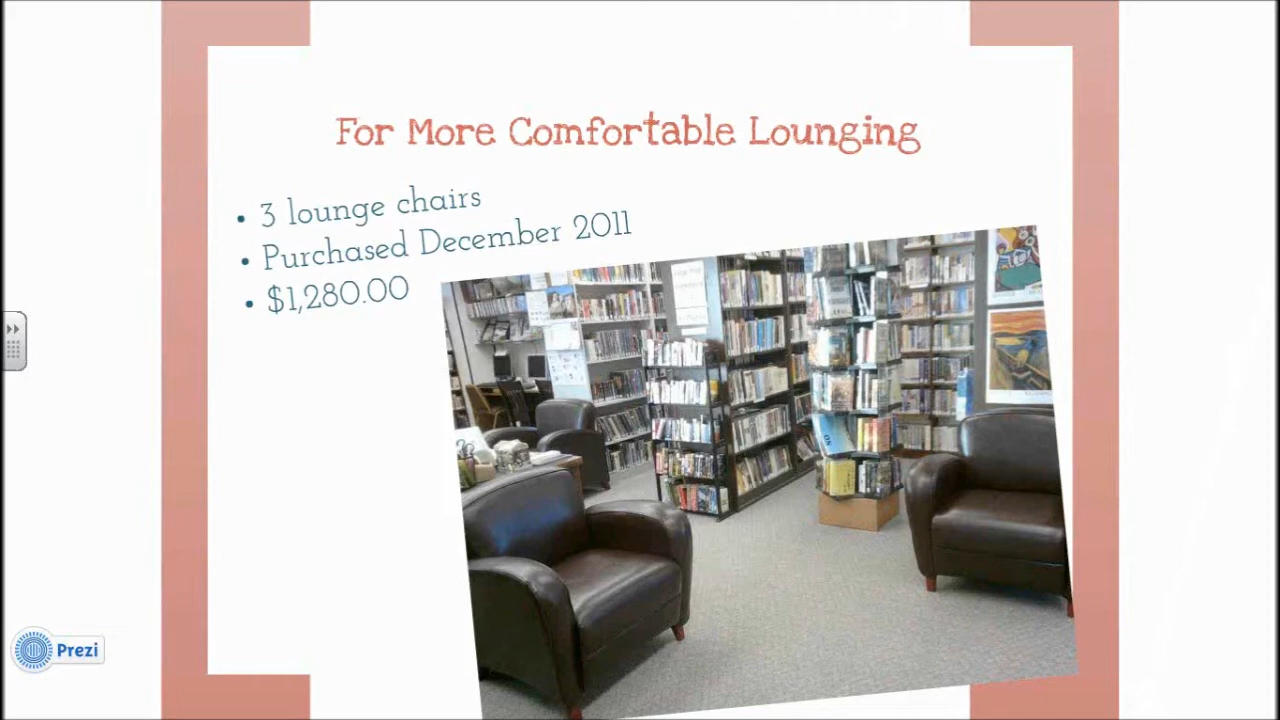 For More Comfortable Lounging
• 3 lounge chairs
• Purchased December 2011
• $1,280.00
Prezi